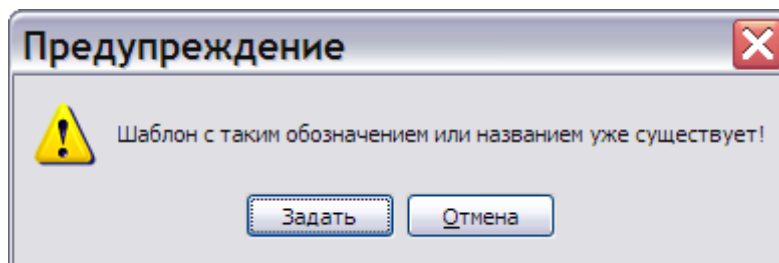 Предупреждение
Шаблон с таким обозначением или названием уже существует!
Задать Отмена